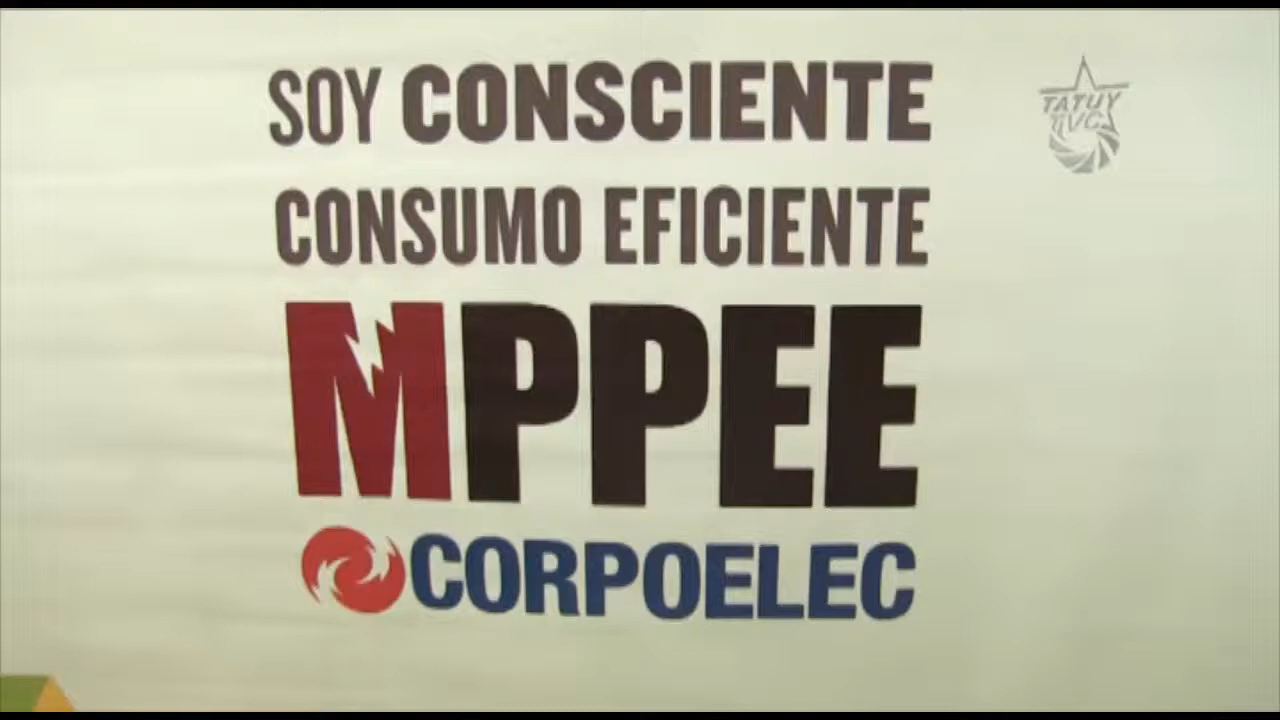 SOY CONSCIENTE
CONSUMO EFICIENTE
MPPEE
CORPOELEC
TATUY
TVC